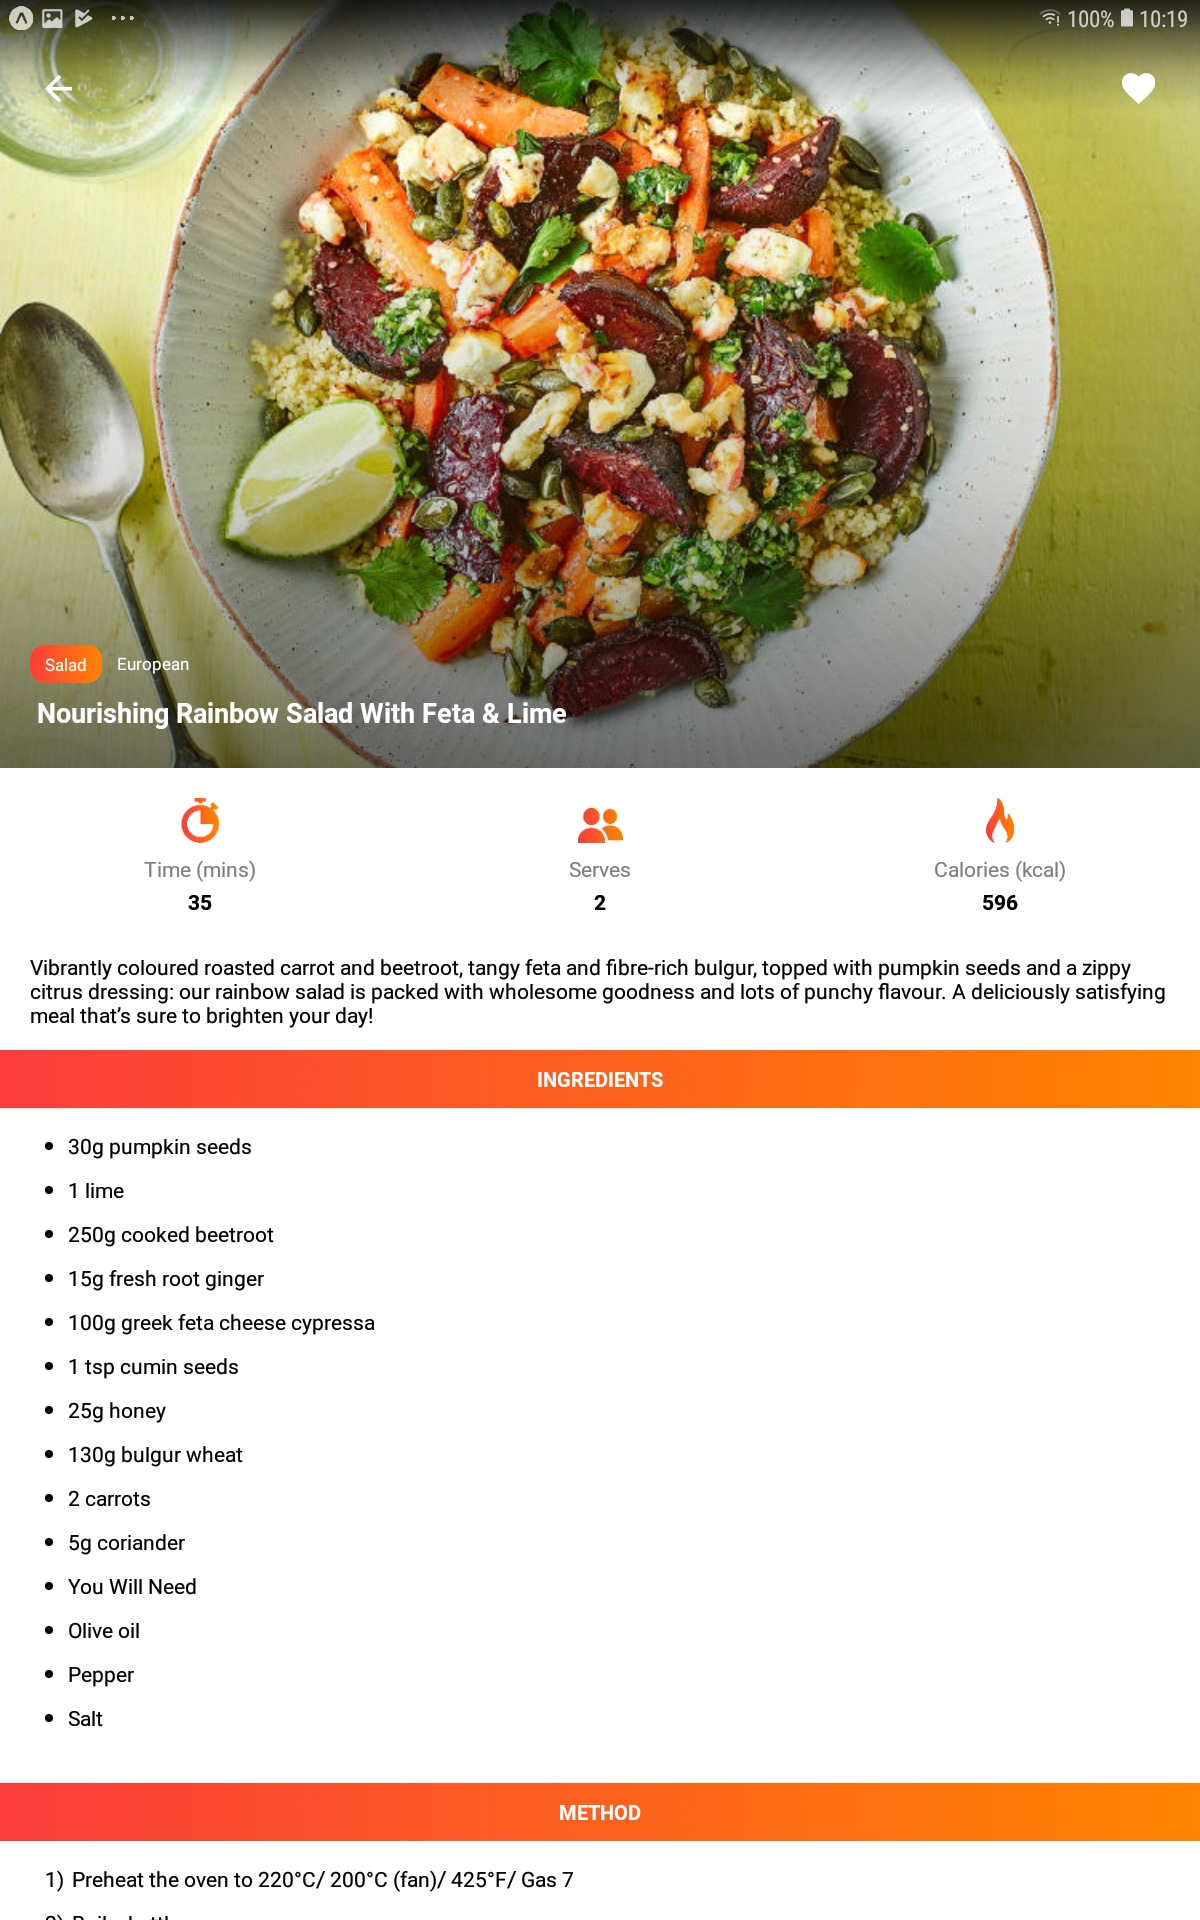 100% 10:19
Salad European
Nourishing Rainbow Salad With Feta & Lime
Time (mins) Serves Calories (kcal)
35 2 596
Vibrantly coloured roasted carrot and beetroot, tangy feta and fibre-rich bulgur, topped with pumpkin seeds and a zippy
citrus dressing: our rainbow salad is packed with wholesome goodness and lots of punchy flavour. A deliciously satisfying
meal that’s sure to brighten your day!
INGREDIENTS
• 30g pumpkin seeds
• 1 lime
• 250g cooked beetroot
• 15g fresh root ginger
• 100g greek feta cheese cypressa
• 1 tsp cumin seeds
• 25g honey
• 130g bulgur wheat
• 2 carrots
• 5g coriander
• You Will Need
• Olive oil
• Pepper
• Salt
METHOD
1) Preheat the oven to 220°C/ 200°C (fan)/ 425°F/ Gas 7